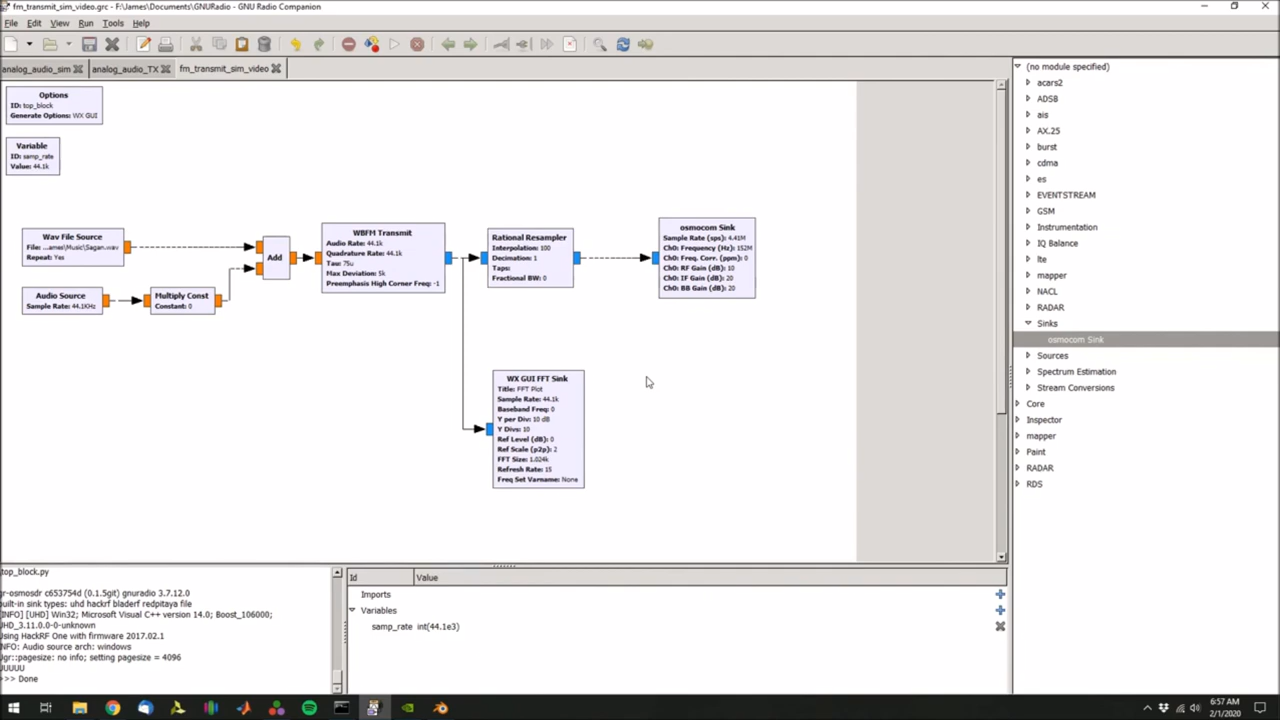 fm_transmit_sim_video.grc - F:\James\Documents\GNURadio - GNU Radio Companion
File Edit View Run Tools Help
analog_audio_sim analog_audio_TX fm_transmit_sim_video
Options
ID: top_block
Generate Options: WX GUI
Variable
ID: samp_rate
Value: 44.1k
Wav File Source
File: ...ames\Music\Sagan.wav
Repeat: Yes
Audio Source
Sample Rate: 44.1KHz
Multiply Const
Constant: 0
Add
WBFM Transmit
Audio Rate: 44.1k
Quadrature Rate: 44.1k
Tau: 75u
Max Deviation: 5k
Preemphasis High Corner Freq: -1
Rational Resampler
Interpolation: 100
Decimation: 1
Taps:
Fractional BW: 0
osmocom Sink
Sample Rate (sps): 4.41M
Ch0: Frequency (Hz): 152M
Ch0: Freq. Corr. (ppm): 0
Ch0: RF Gain (dB): 10
Ch0: IF Gain (dB): 20
Ch0: BB Gain (dB): 20
WX GUI FFT Sink
Title: FFT Plot
Sample Rate: 44.1k
Baseband Freq: 0
Y per Div: 10 dB
Y Divs: 10
Ref Level (dB): 0
Ref Scale (p2p): 2
FFT Size: 1.024k
Refresh Rate: 15
Freq Set Varname: None
(no module specified)
acars2
ADSB
ais
AX.25
burst
cdma
es
EVENTSTREAM
GSM
Instrumentation
IQ Balance
lte
mapper
NACL
RADAR
Sinks
osmocom Sink
Sources
Spectrum Estimation
Stream Conversions
Core
Inspector
mapper
Paint
RADAR
RDS
top_block.py
gr-osmosdr c653754d (0.1.5git) gnuradio 3.7.12.0
built-in sink types: uhd hackrf bladerf redpitaya file
[INFO] [UHD] Win32; Microsoft Visual C++ version 14.0; Boost_106000;
UHD_3.11.0.0-0-unknown
Using HackRF One with firmware 2017.02.1
INFO: Audio source arch: windows
gr::pagesize: no info; setting pagesize = 4096
UUUUU
>>> Done
Id Value
Imports
Variables
samp_rate int(44.1e3)
6:57 AM
2/1/2020